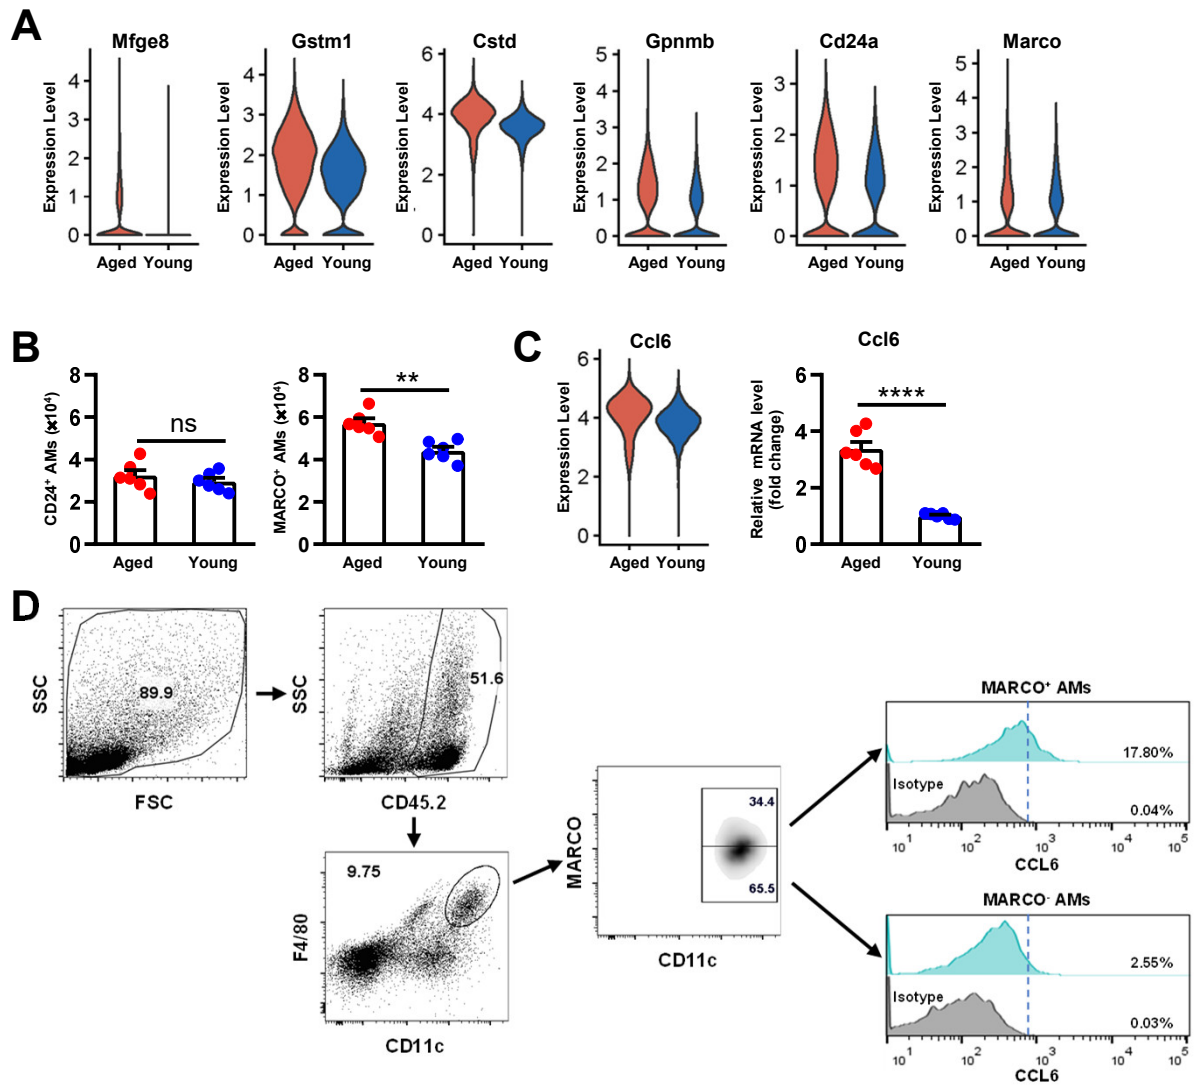 A
Mfge8
Gstm1
Cstd
Gpnmb
Cd24a
Marco
Expression Level
4
3
2
1
0
Aged Young
Expression Level
4
3
2
1
0
Aged Young
Expression Level
6
4
2
0
Aged Young
Expression Level
5
4
3
2
1
0
Aged Young
Expression Level
3
2
1
0
Aged Young
Expression Level
5
4
3
2
1
0
Aged Young
B
CD24⁺ AMs (×10⁴)
8
6
4
2
0
ns
Aged Young
MARCO⁺ AMs (×10⁴)
8
6
4
2
0
**
Aged Young
C
Ccl6
Expression Level
6
4
2
0
Aged Young
Ccl6
Relative mRNA level
(fold change)
6
4
2
0
****
Aged Young
D
SSC
89.9
FSC
SSC
51.6
CD45.2
F4/80
9.75
CD11c
MARCO
34.4
65.5
CD11c
MARCO⁺ AMs
17.80%
Isotype
0.04%
10¹ 10² 10³ 10⁴ 10⁵
CCL6
MARCO⁻ AMs
2.55%
Isotype
0.03%
10¹ 10² 10³ 10⁴ 10⁵
CCL6